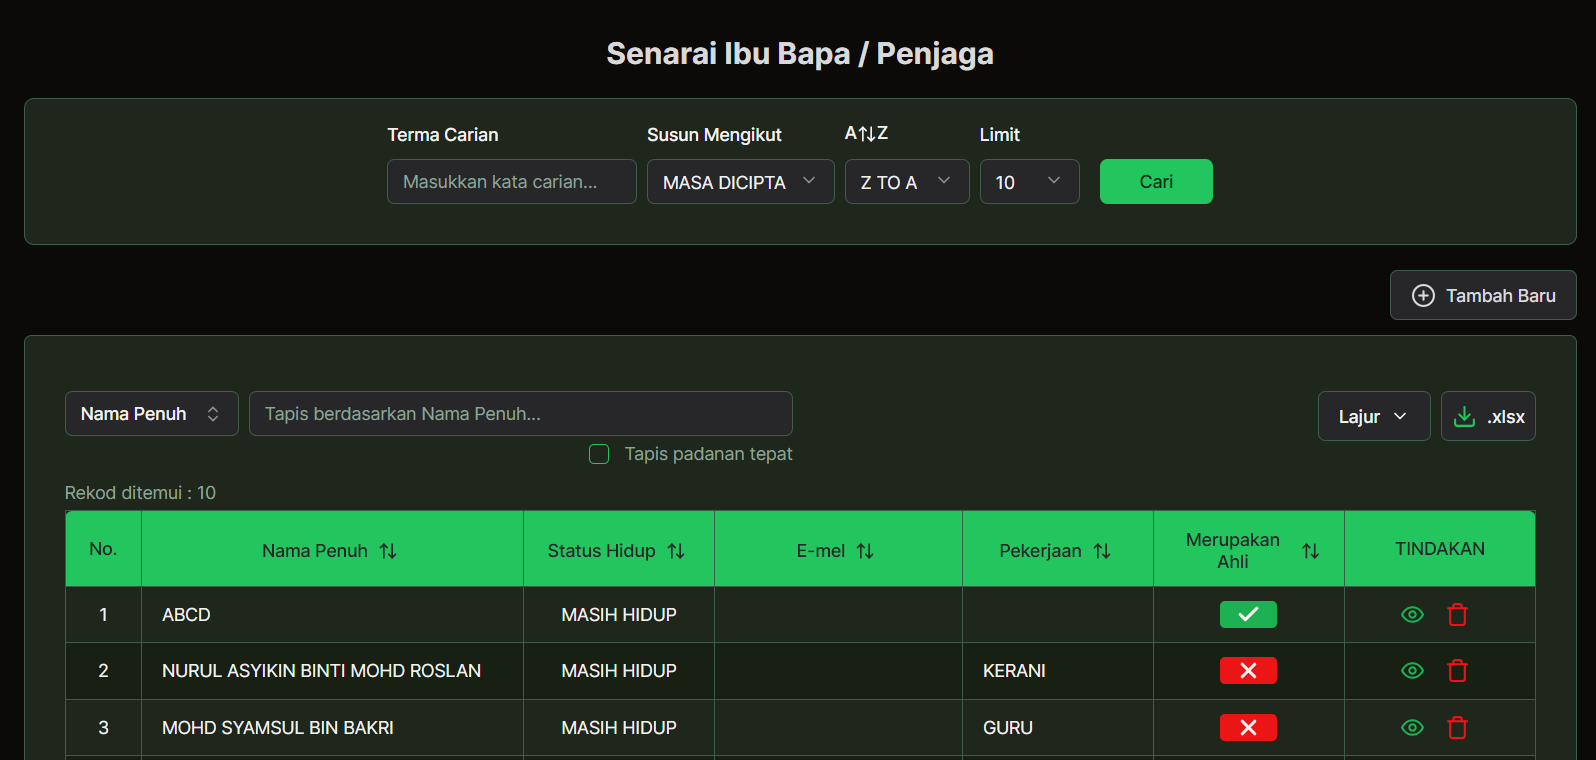 Senarai Ibu Bapa / Penjaga
Terma Carian
Susun Mengikut
A↑↓Z
Limit
Masukkan kata carian...
MASA DICIPTA
Z TO A
10
Cari
Tambah Baru
Nama Penuh
Tapis berdasarkan Nama Penuh...
Lajur
.xlsx
Tapis padanan tepat
Rekod ditemui : 10
No. Nama Penuh Status Hidup E-mel Pekerjaan Merupakan Ahli TINDAKAN
1 ABCD MASIH HIDUP
2 NURUL ASYIKIN BINTI MOHD ROSLAN MASIH HIDUP KERANI
3 MOHD SYAMSUL BIN BAKRI MASIH HIDUP GURU